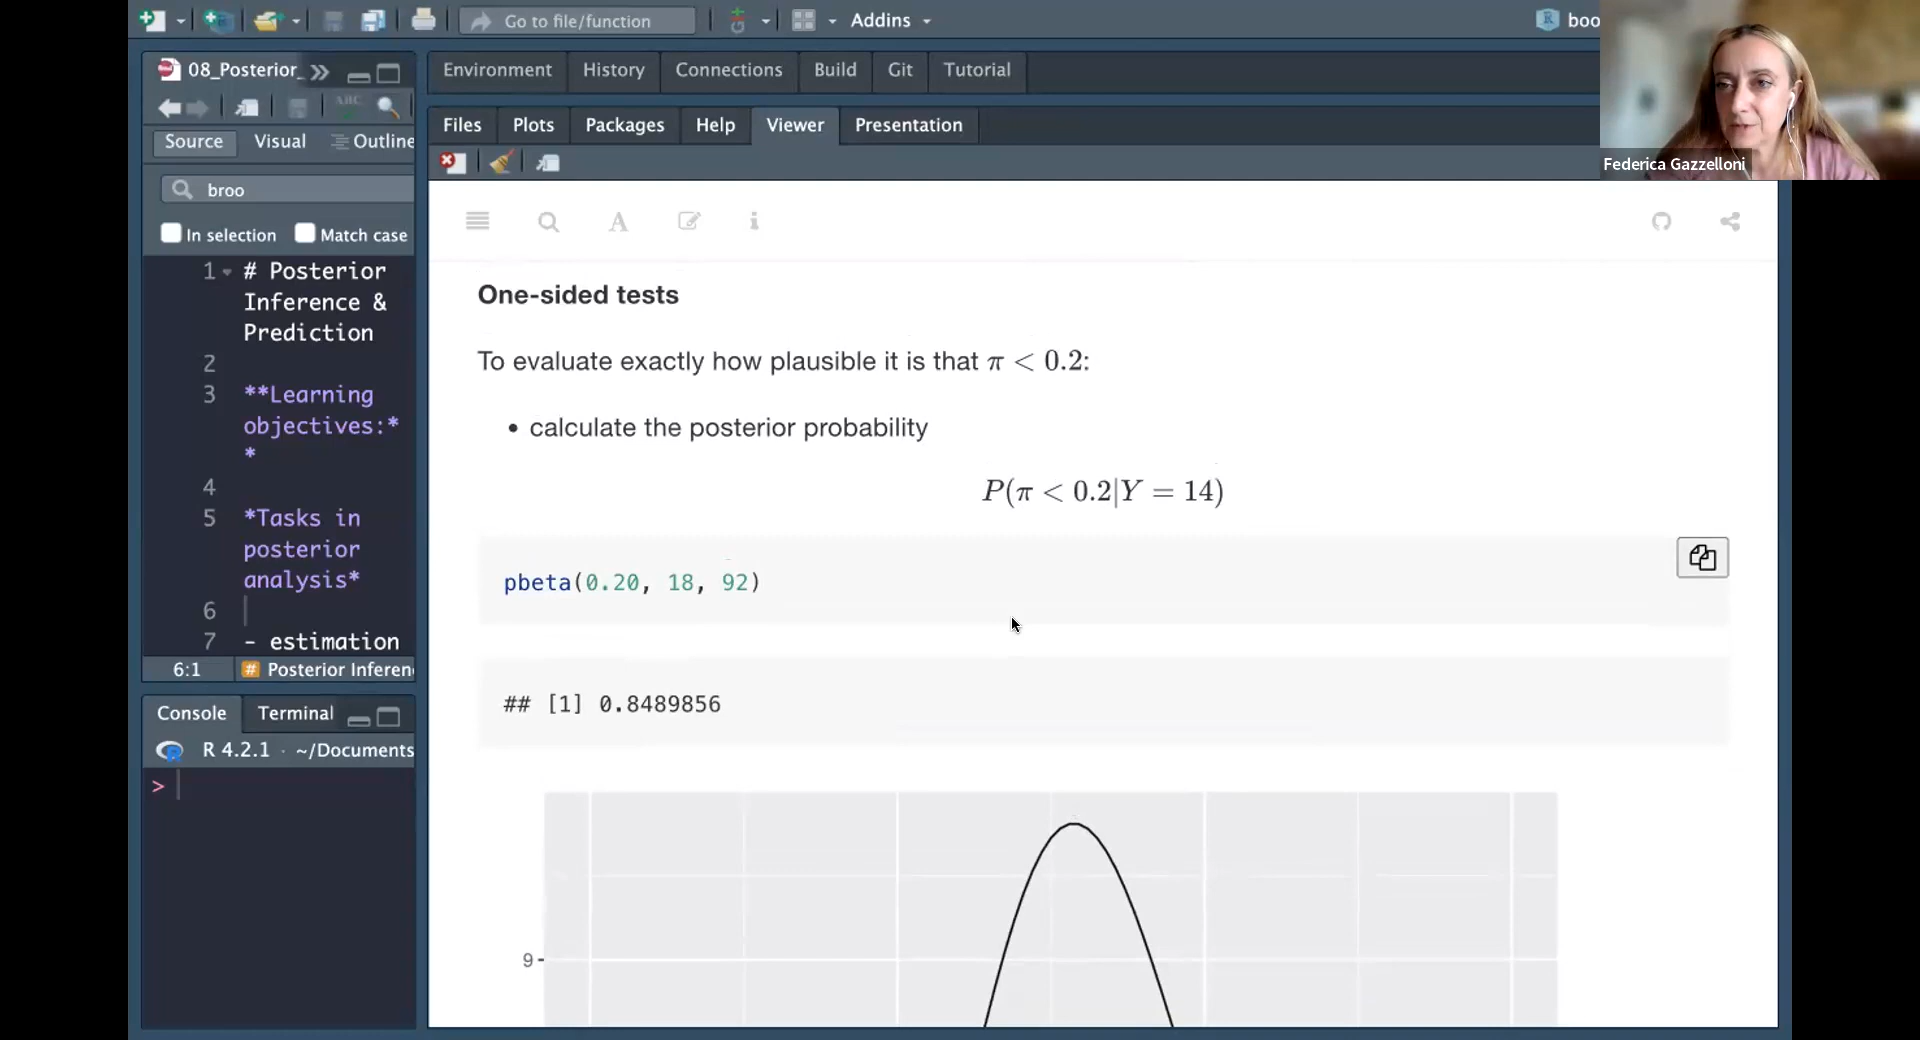 Go to file/function
Addins
boo
08_Posterior_
Environment
History
Connections
Build
Git
Tutorial
ABC
Source
Visual
Outline
Files
Plots
Packages
Help
Viewer
Presentation
Federica Gazzelloni
broo
In selection
Match case
1 # Posterior
Inference &
Prediction
2
3 **Learning
objectives:*
*
4
5 *Tasks in
posterior
analysis*
6
7 - estimation
6:1
# Posterior Inferen
Console
Terminal
R 4.2.1 · ~/Documents
>
One-sided tests
To evaluate exactly how plausible it is that π < 0.2:
• calculate the posterior probability
P(π < 0.2|Y = 14)
pbeta(0.20, 18, 92)
## [1] 0.8489856
9